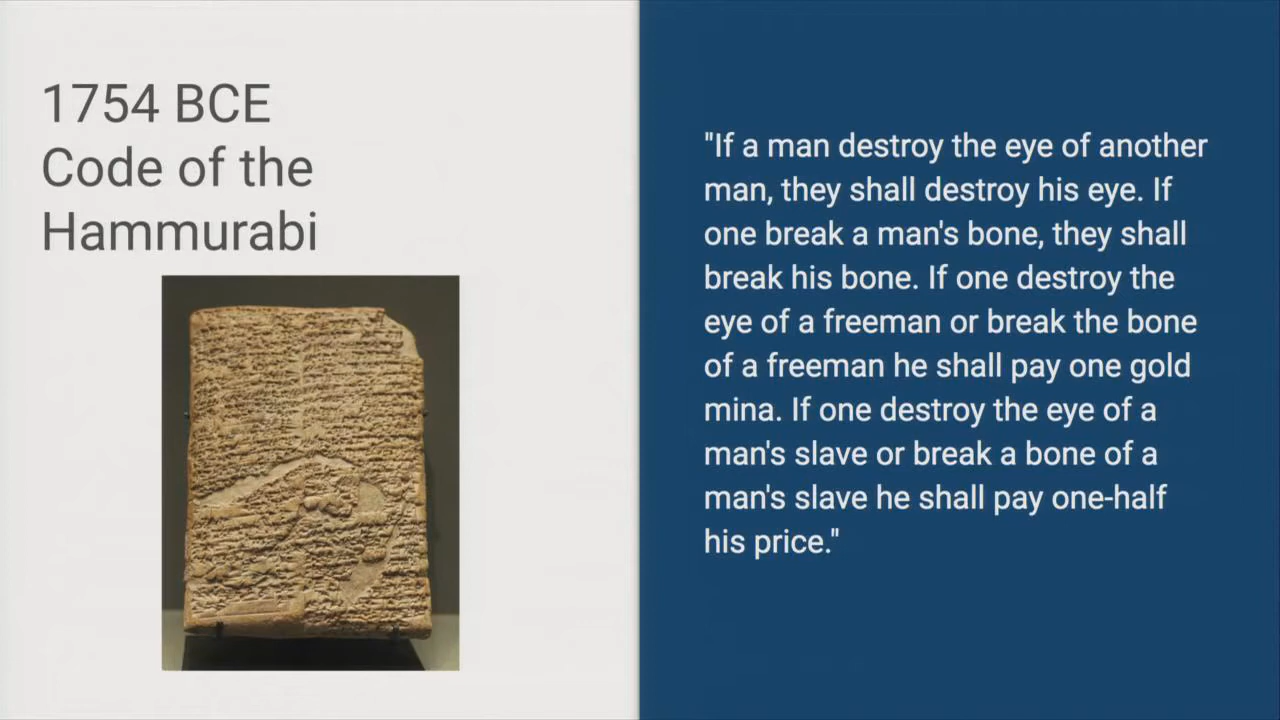 1754 BCE
Code of the
Hammurabi
"If a man destroy the eye of another
man, they shall destroy his eye. If
one break a man's bone, they shall
break his bone. If one destroy the
eye of a freeman or break the bone
of a freeman he shall pay one gold
mina. If one destroy the eye of a
man's slave or break a bone of a
man's slave he shall pay one-half
his price."